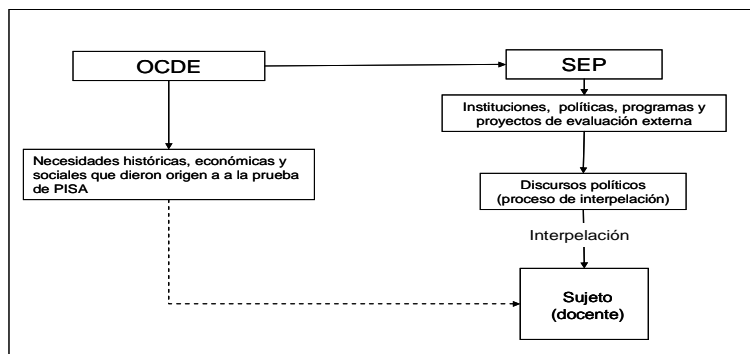 OCDE
SEP
Instituciones, políticas, programas y
proyectos de evaluación externa
Necesidades históricas, económicas y
sociales que dieron origen a a la prueba
de PISA
Discursos políticos
(proceso de interpelación)
Interpelación
Sujeto
(docente)